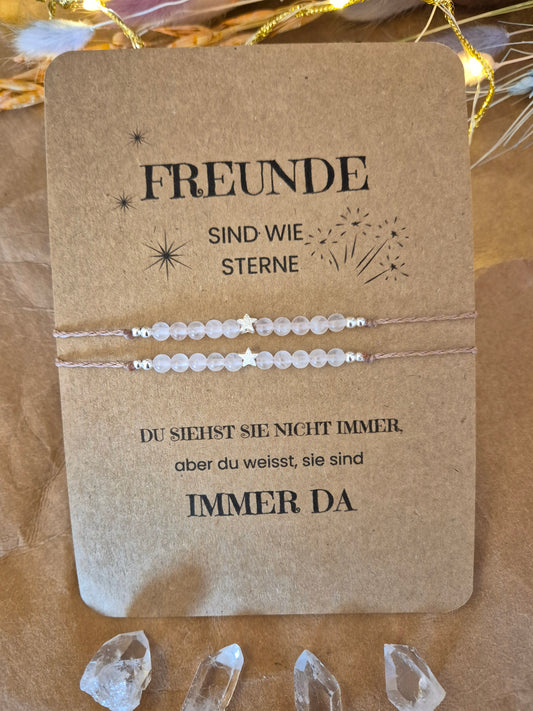 FREUNDE
SIND WIE
STERNE
DU SIEHST SIE NICHT IMMER,
aber du weisst, sie sind
IMMER DA